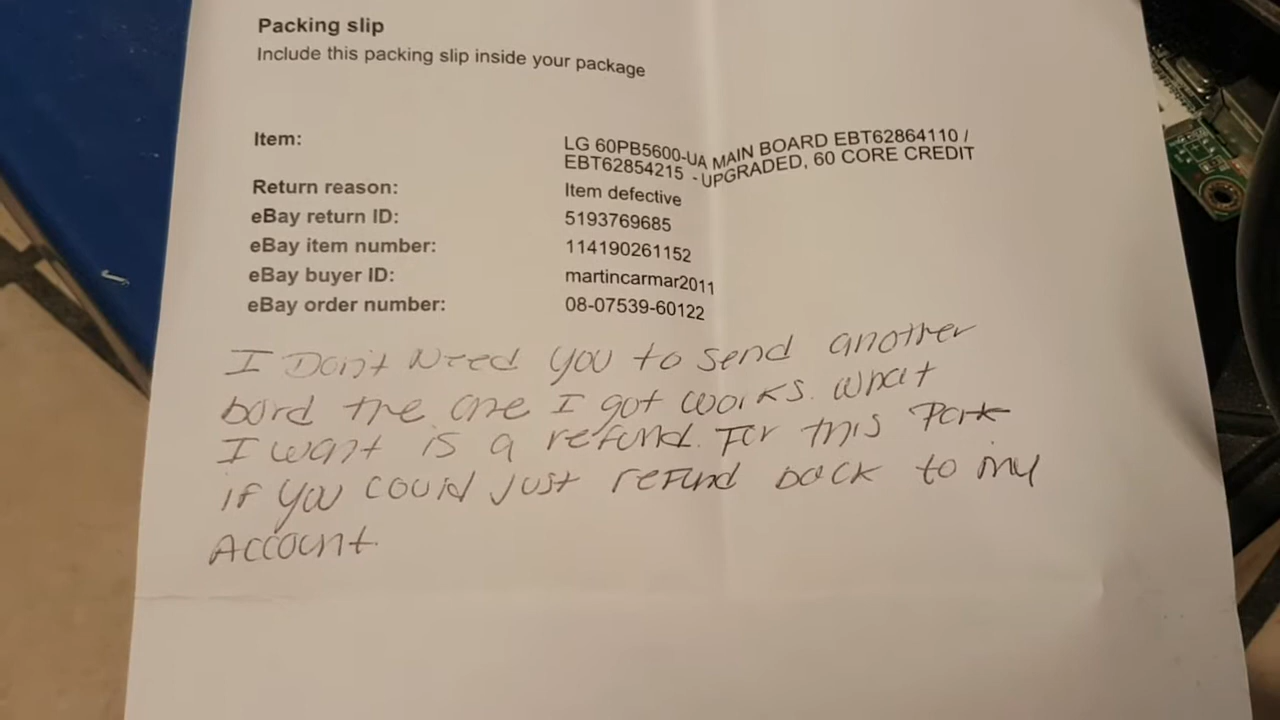 Packing slip
Include this packing slip inside your package
Item: LG 60PB5600-UA MAIN BOARD EBT62864110 /
EBT62854215 - UPGRADED, 60 CORE CREDIT
Return reason: Item defective
eBay return ID: 5193769685
eBay item number: 114190261152
eBay buyer ID: martincarmar2011
eBay order number: 08-07539-60122
I Don't Need you to send another
bord the one I got works. what
I want is a refund. For this Part
if you could just refund back to my
Account.